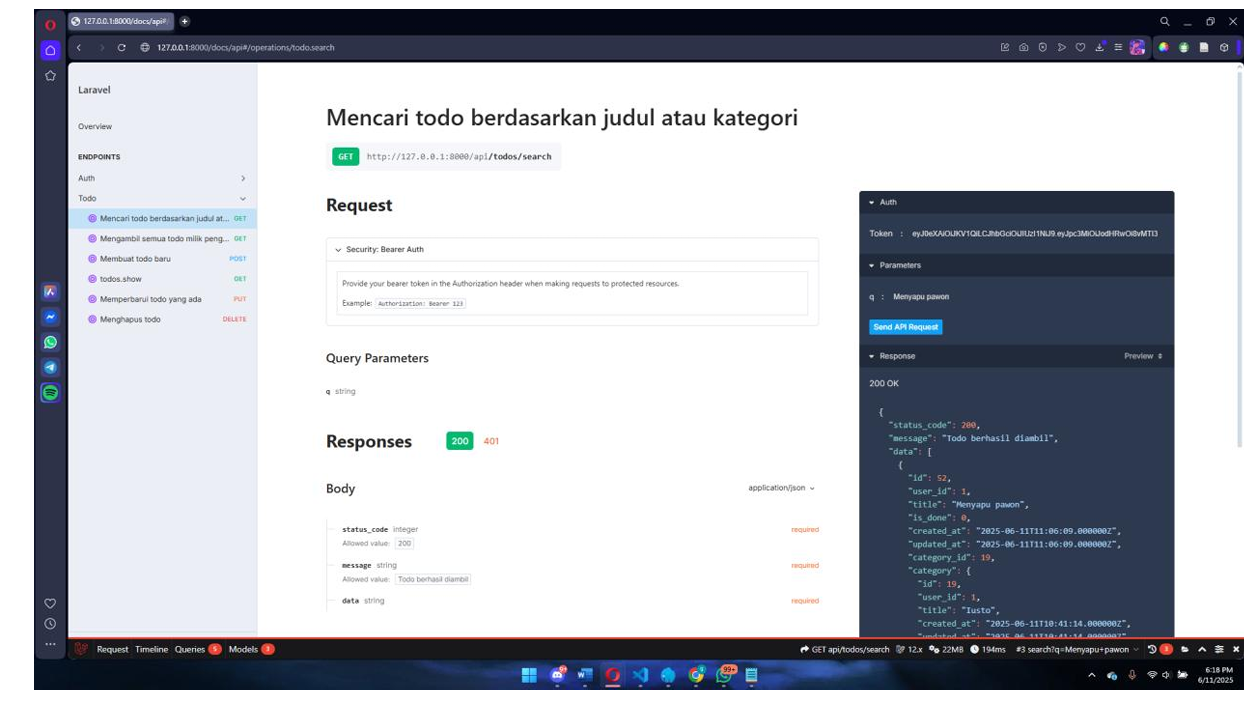 127.0.0.1:8000/docs/api#/
127.0.0.1:8000/docs/api#/operations/todo.search
Laravel
Overview
ENDPOINTS
Auth
Todo
Mencari todo berdasarkan judul at... GET
Mengambil semua todo milik peng... GET
Membuat todo baru POST
todos.show GET
Memperbarui todo yang ada PUT
Menghapus todo DELETE
Mencari todo berdasarkan judul atau kategori
GET http://127.0.0.1:8000/api/todos/search
Request
Security: Bearer Auth
Provide your bearer token in the Authorization header when making requests to protected resources.
Example: Authorization: Bearer 123
Query Parameters
q string
Responses 200 401
Body application/json
status_code integer required
Allowed value: 200
message string required
Allowed value: Todo berhasil diambil
data string required
Auth
Token :
Parameters
q : Menyapu pawon
Send API Request
Response Preview
200 OK
{
"status_code": 200,
"message": "Todo berhasil diambil",
"data": [
{
"id": 52,
"user_id": 1,
"title": "Menyapu pawon",
"is_done": 0,
"created_at": "2025-06-11T11:06:09.000000Z",
"updated_at": "2025-06-11T11:06:09.000000Z",
"category_id": 19,
"category": {
"id": 19,
"user_id": 1,
"title": "Iusto",
"created_at": "2025-06-11T10:41:14.000000Z",
"updated_at": "2025-06-11T10:41:14.000000Z"
Request Timeline Queries 5 Models 3
GET api/todos/search 12.x 22MB 194ms #3 search?q=Menyapu+pawon
99+
6:18 PM
6/11/2025